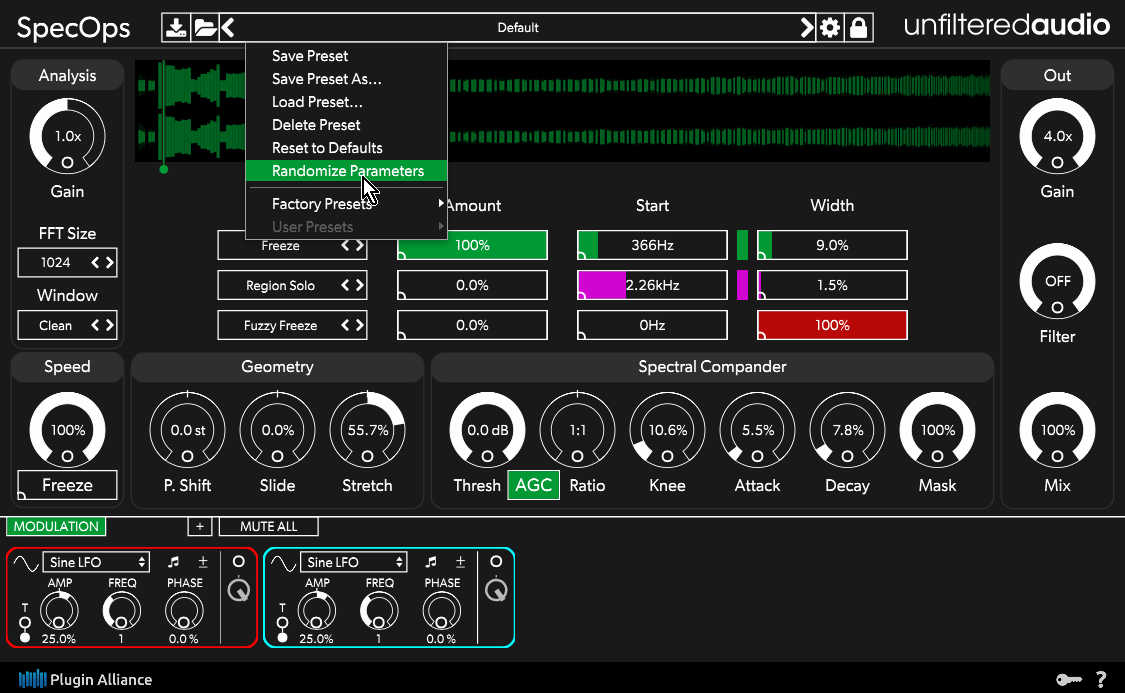 SpecOps
Default
unfilteredaudio
Save Preset
Save Preset As...
Load Preset...
Delete Preset
Reset to Defaults
Randomize Parameters
Factory Presets
User Presets
Analysis
1.0x
Gain
FFT Size
1024
Window
Clean
Out
4.0x
Gain
OFF
Filter
Amount Start Width
Freeze 100% 366Hz 9.0%
Region Solo 0.0% 2.26kHz 1.5%
Fuzzy Freeze 0.0% 0Hz 100%
Speed
100%
Freeze
Geometry
0.0 st 0.0% 55.7%
P. Shift Slide Stretch
Spectral Compander
0.0 dB 1:1 10.6% 5.5% 7.8% 100%
Thresh AGC Ratio Knee Attack Decay Mask
100%
Mix
MODULATION + MUTE ALL
Sine LFO ±
AMP FREQ PHASE
T
25.0% 1 0.0 %
Sine LFO ±
AMP FREQ PHASE
T
25.0% 1 0.0 %
Plugin Alliance ?